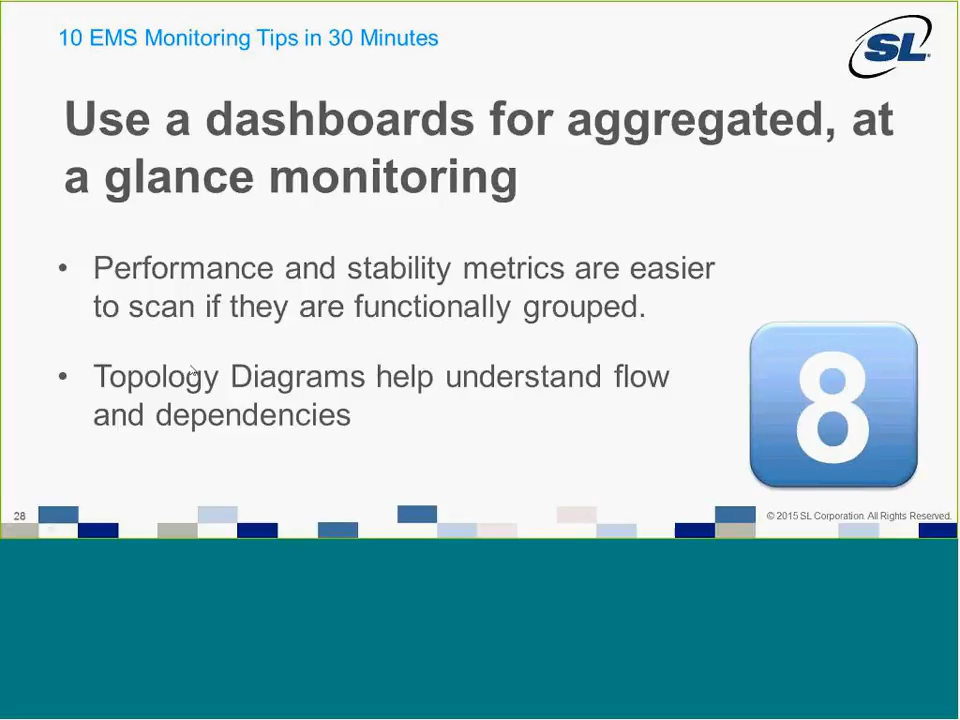 10 EMS Monitoring Tips in 30 Minutes
SL
Use a dashboards for aggregated, at
a glance monitoring
• Performance and stability metrics are easier
to scan if they are functionally grouped.
• Topology Diagrams help understand flow
and dependencies
8
28
© 2015 SL Corporation. All Rights Reserved.